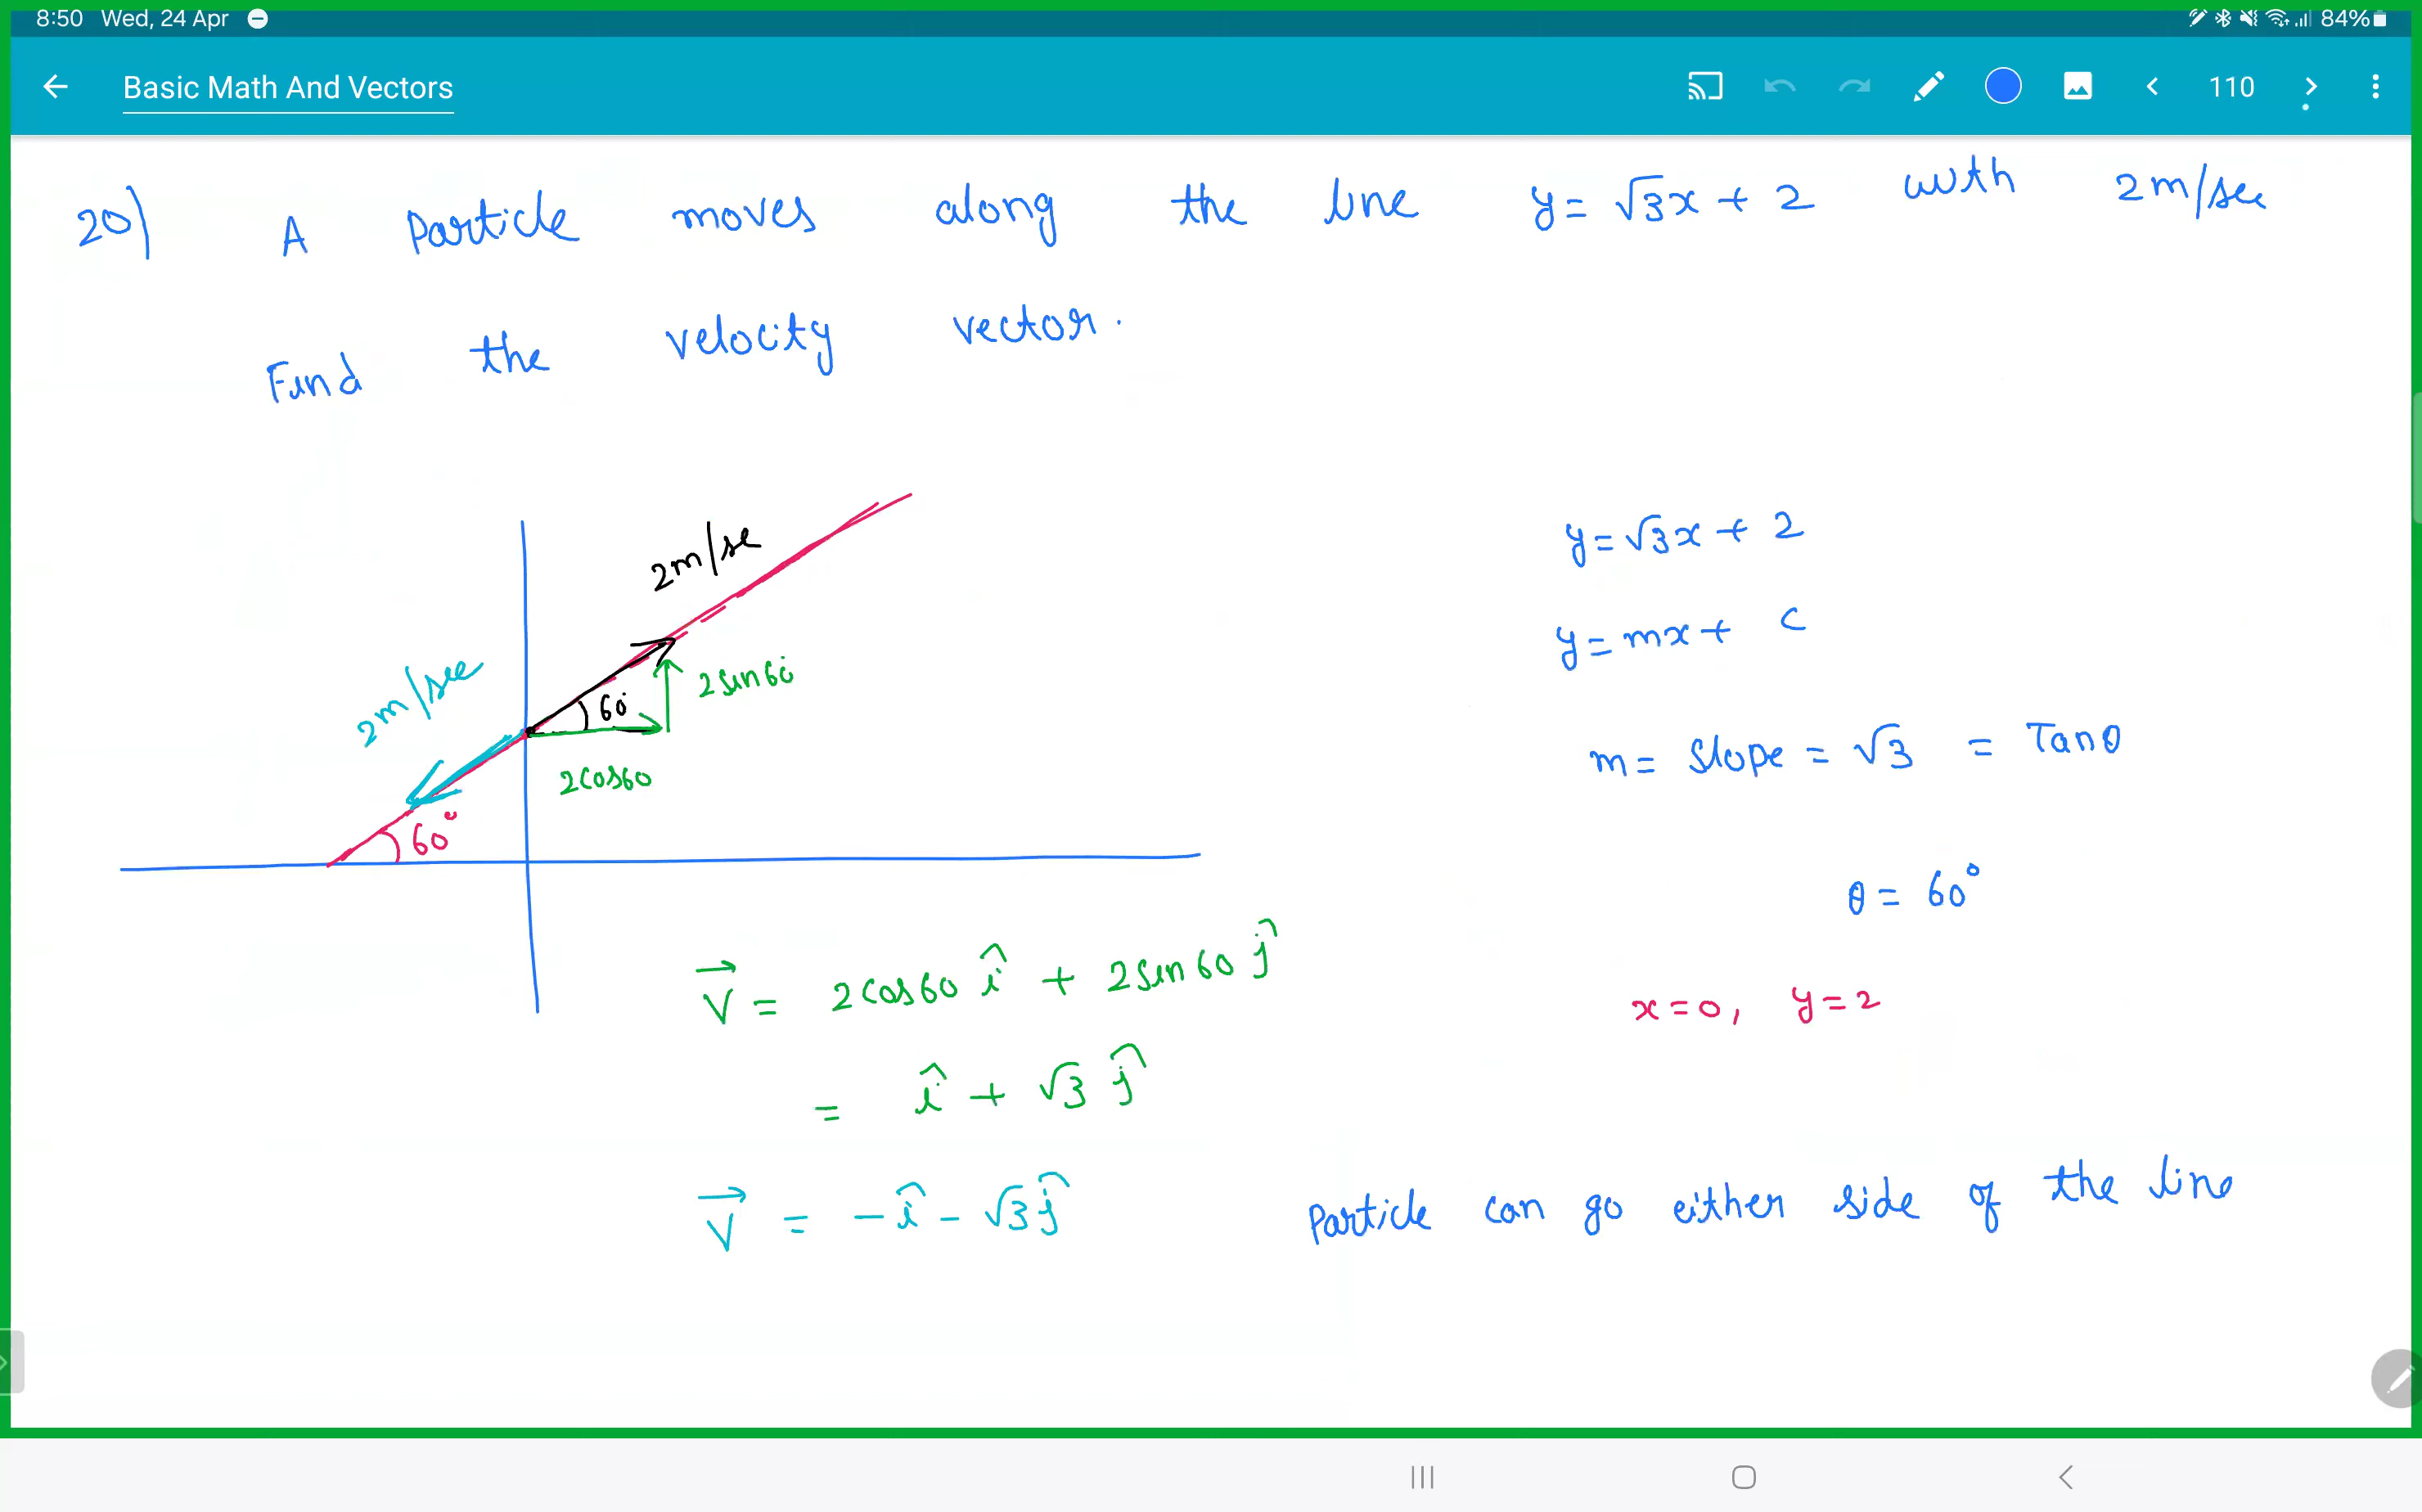 8:50 Wed, 24 Apr
84%
Basic Math And Vectors
110
20) A particle moves along the line y = √3x + 2 with 2m/sec
Find the velocity vector.
2m/se
2m/sec
60°
2sin60
2cos60
60°
y = √3x + 2
y = mx + c
m = slope = √3 = Tanθ
θ = 60°
x = 0, y = 2
V⃗ = 2cos60 î + 2sin60 ĵ
= î + √3 ĵ
V⃗ = -î - √3 ĵ
Particle can go either side of the line